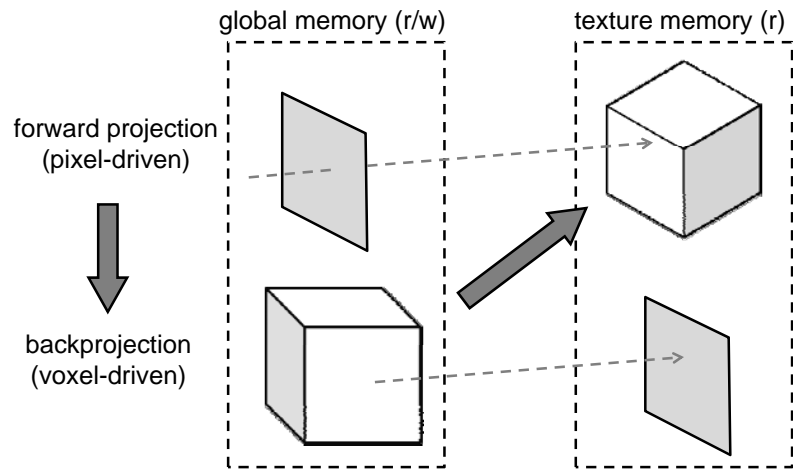 global memory (r/w)
texture memory (r)
forward projection
(pixel-driven)
backprojection
(voxel-driven)